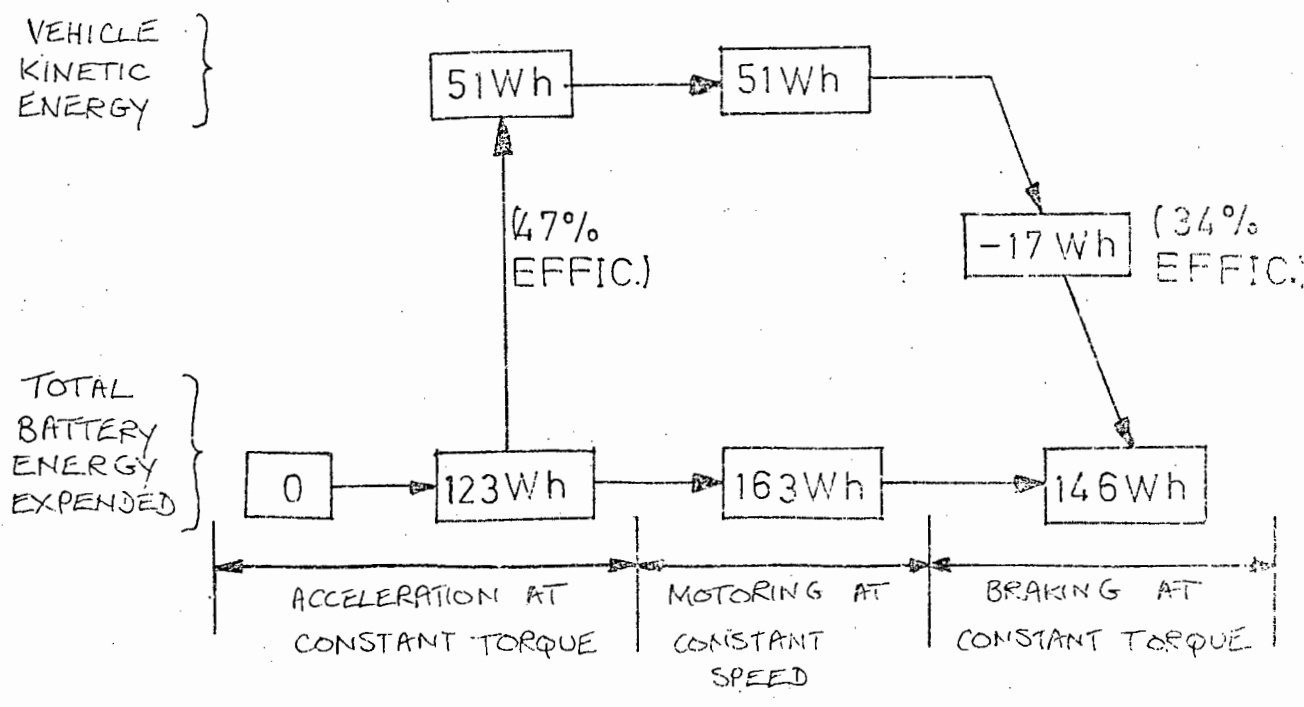 VEHICLE
KINETIC
ENERGY
51Wh
51Wh
(47%
EFFIC.)
-17 Wh
(34%
EFFIC.)
TOTAL
BATTERY
ENERGY
EXPENDED
0
123Wh
163Wh
146Wh
ACCELERATION AT
CONSTANT TORQUE
MOTORING AT
CONSTANT
SPEED
BRAKING AT
CONSTANT TORQUE